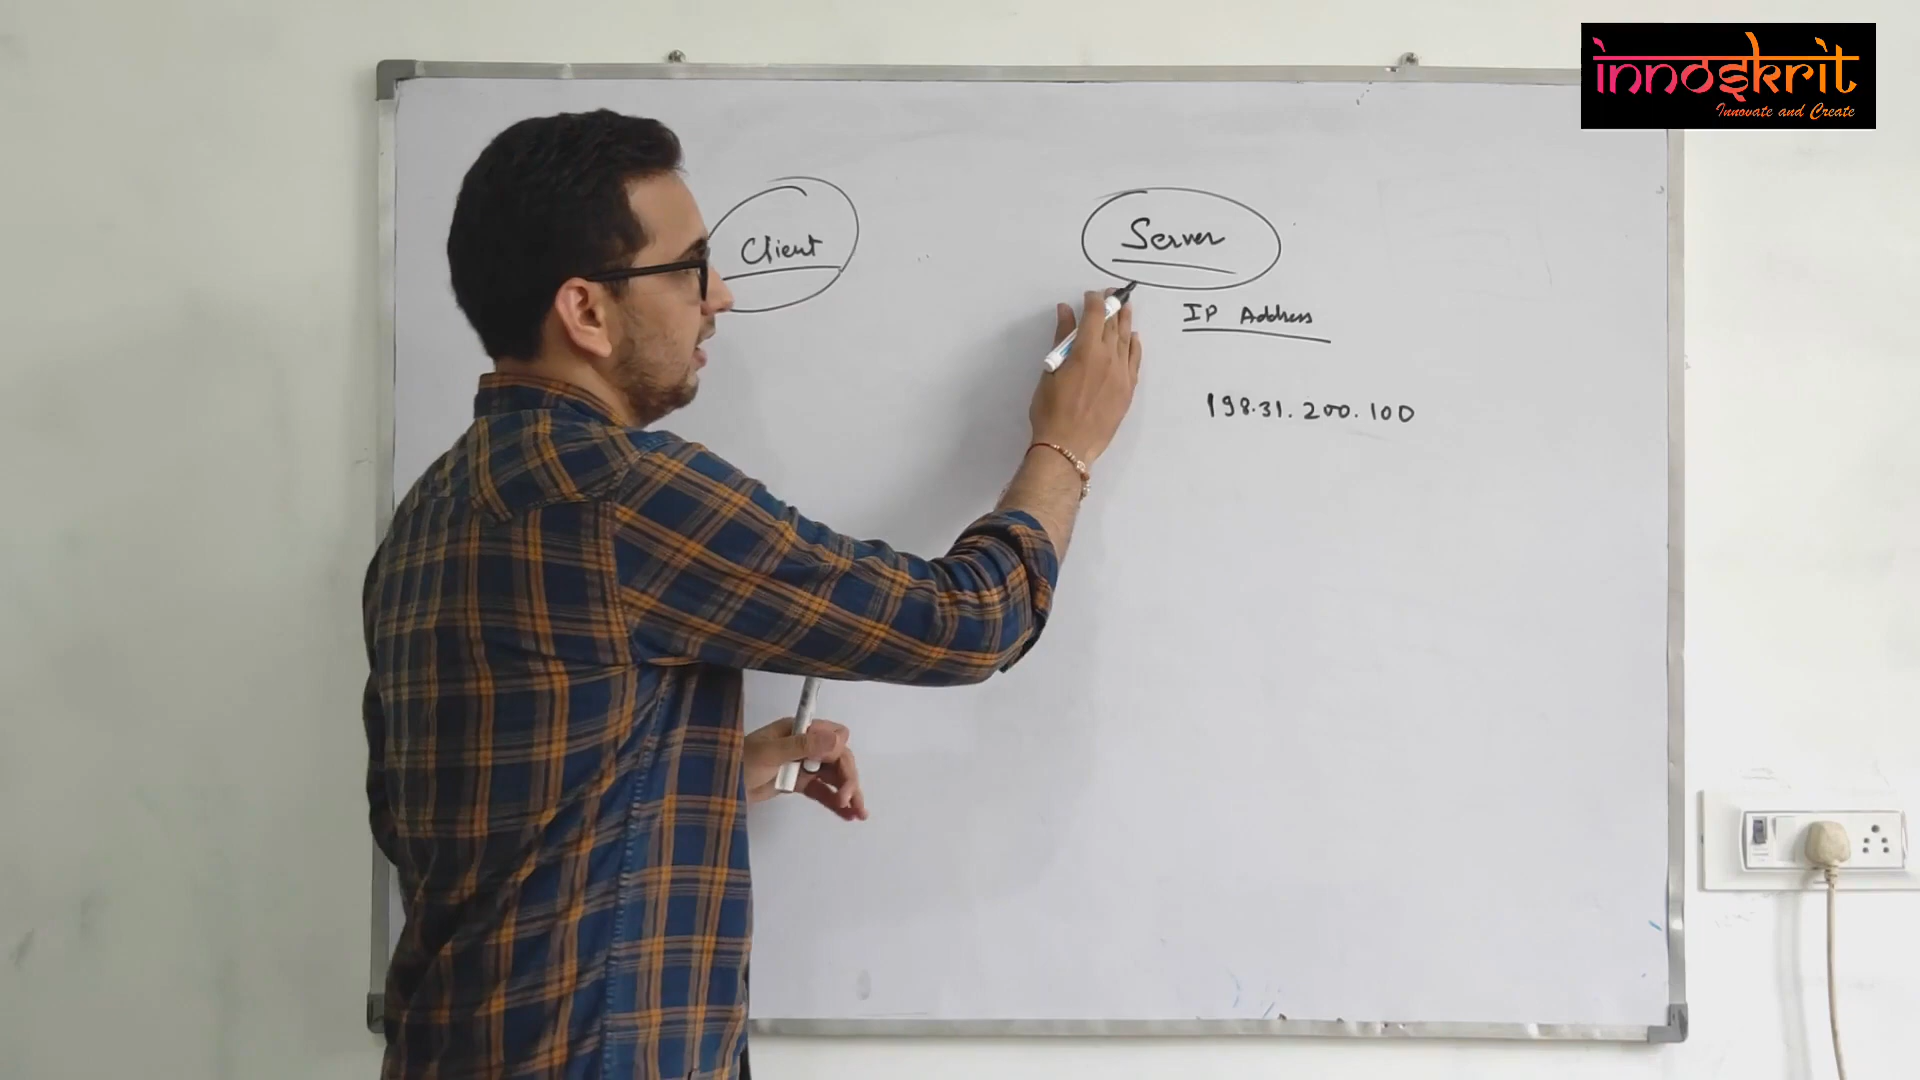 innoskrit
Innovate and Create
Client
Server
IP Address
198.31.200.100